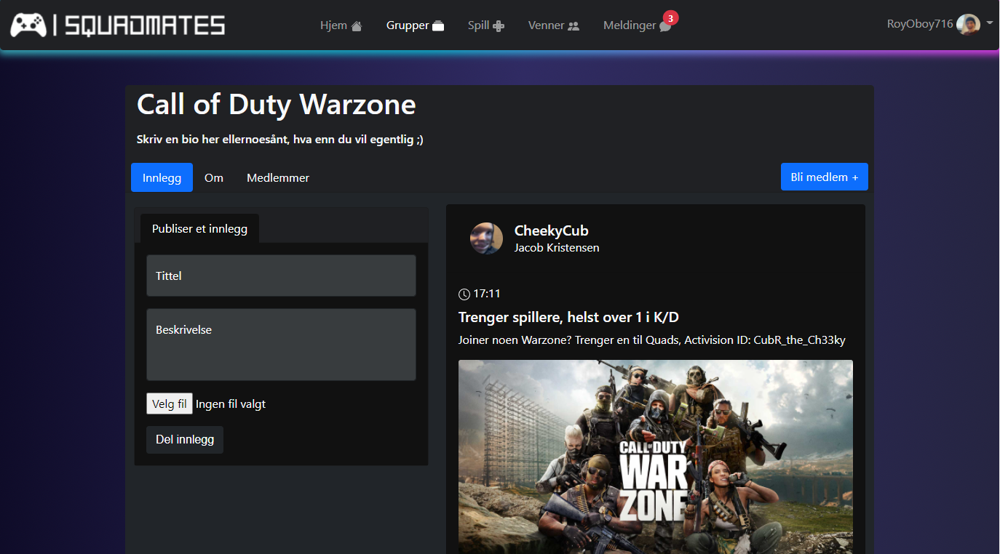 | SQUADMATES
Hjem
Grupper
Spill
Venner
Meldinger
3
RoyOboy716
Call of Duty Warzone
Skriv en bio her ellernoesånt, hva enn du vil egentlig ;)
Innlegg
Om
Medlemmer
Bli medlem +
Publiser et innlegg
Tittel
Beskrivelse
Velg fil Ingen fil valgt
Del innlegg
CheekyCub
Jacob Kristensen
17:11
Trenger spillere, helst over 1 i K/D
Joiner noen Warzone? Trenger en til Quads, Activision ID: CubR_the_Ch33ky
CALL OF DUTY
WAR
ZONE